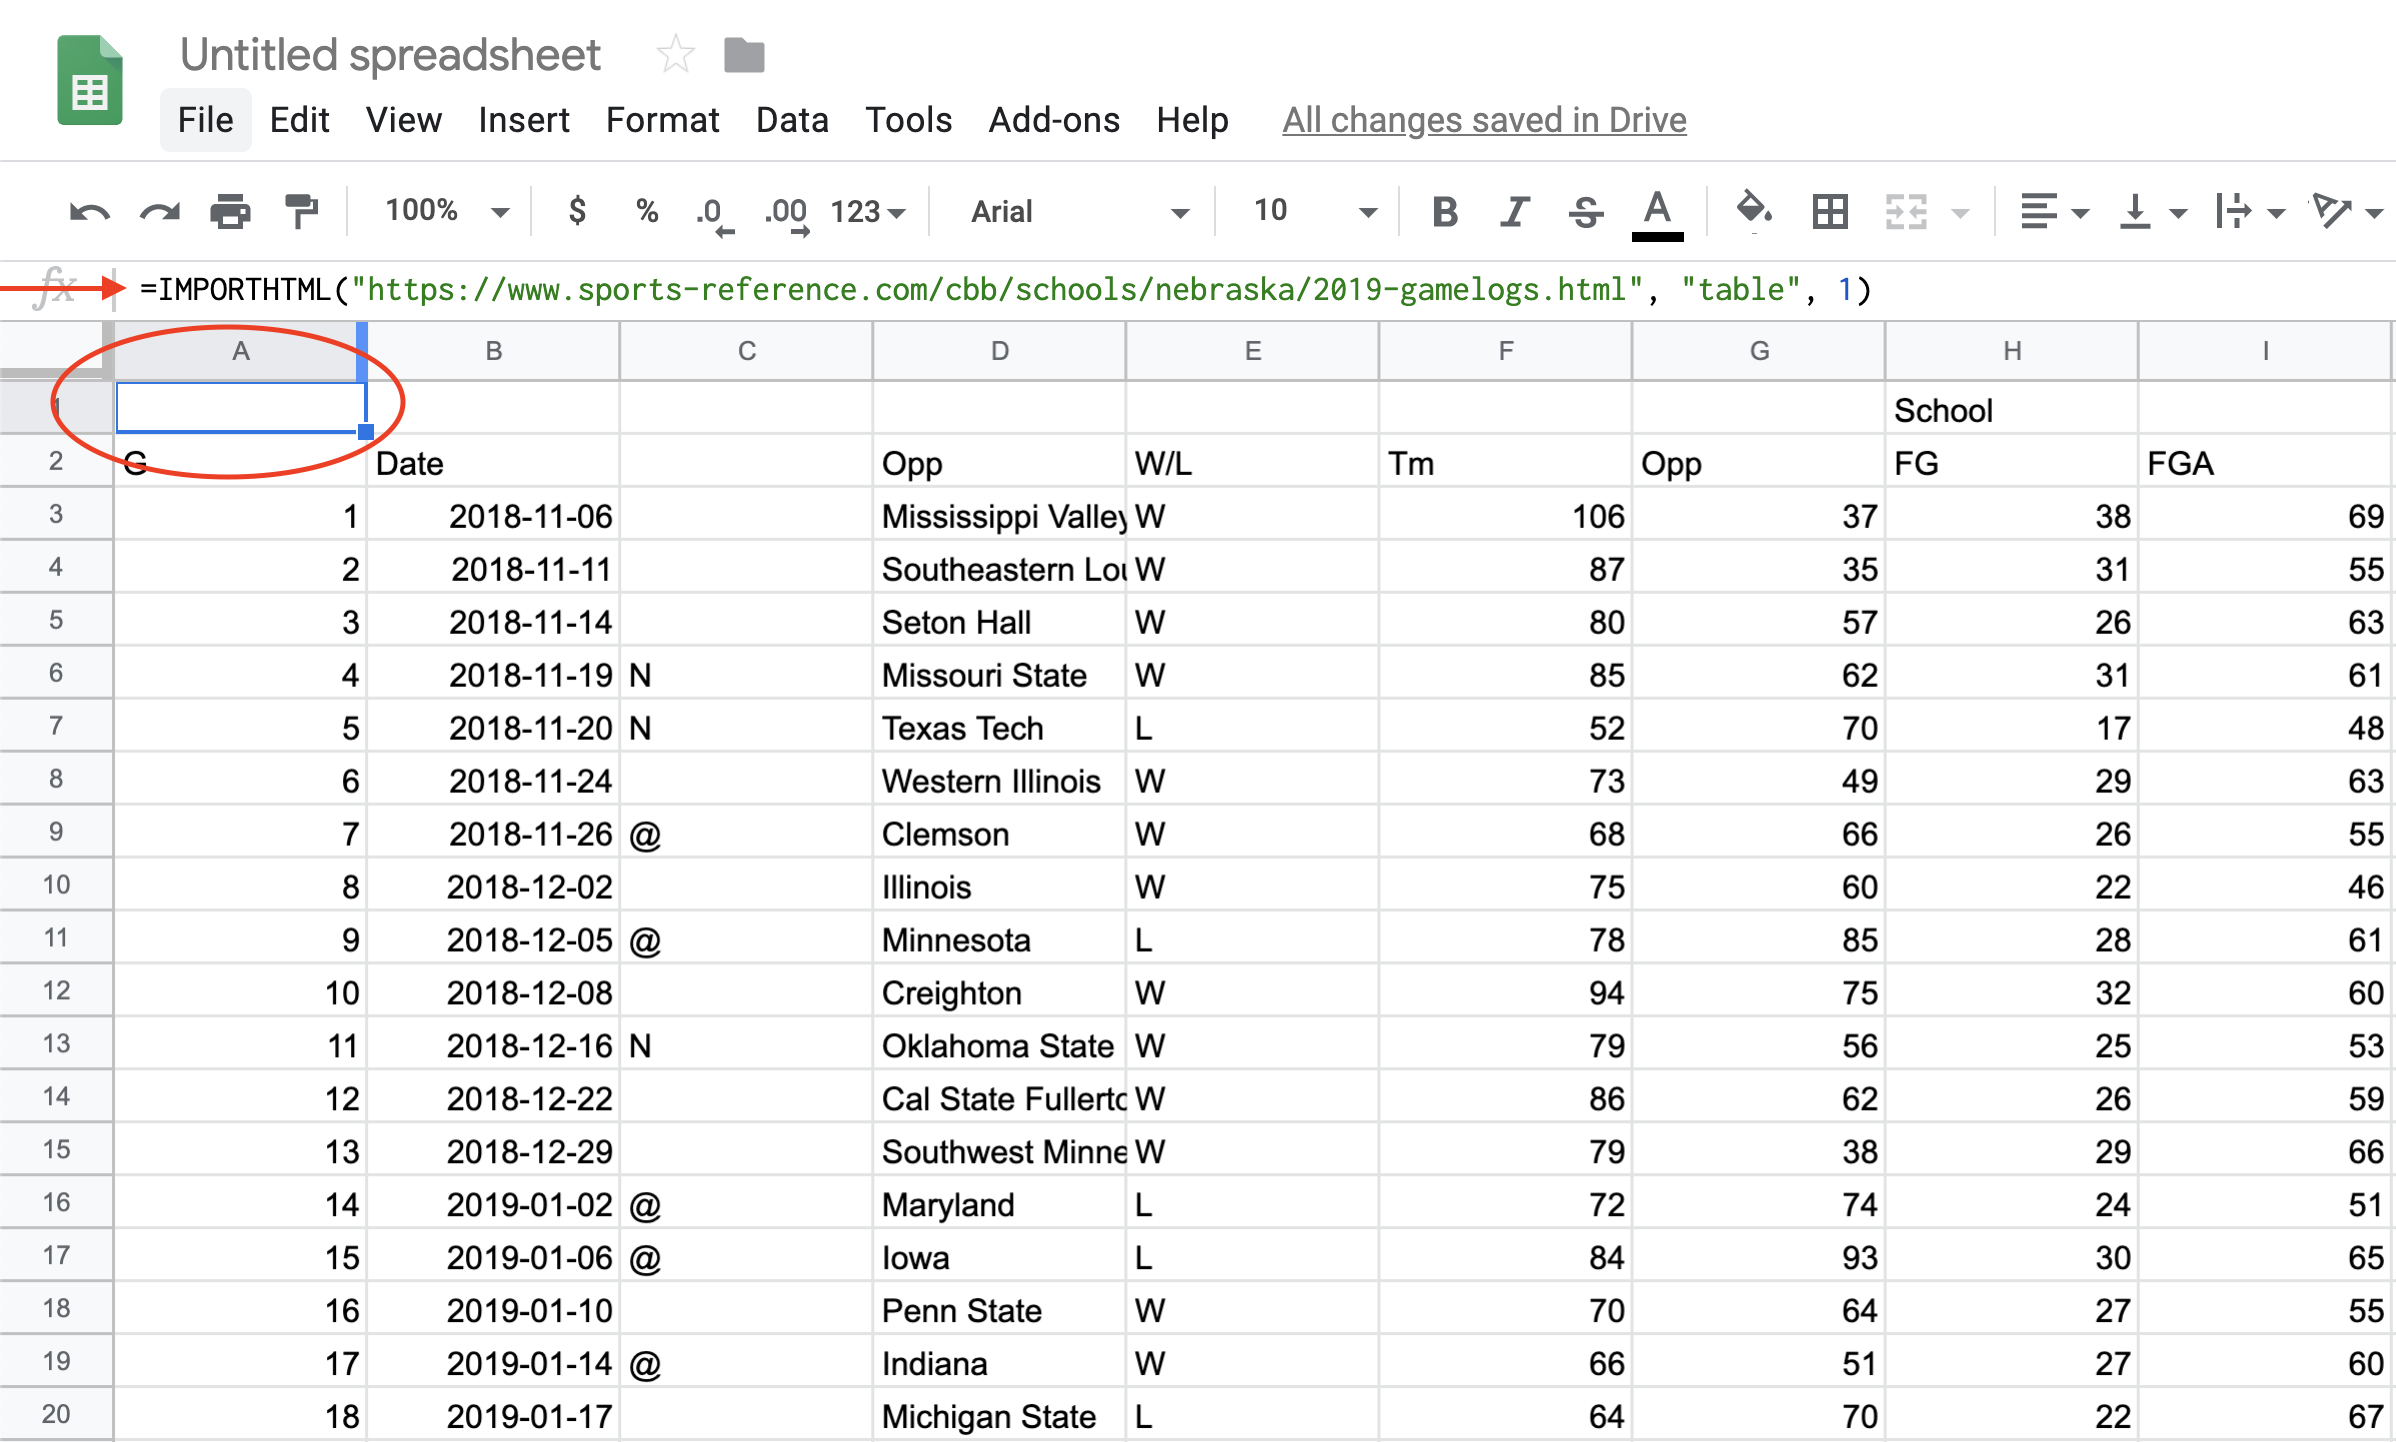 Untitled spreadsheet
File Edit View Insert Format Data Tools Add-ons Help All changes saved in Drive
100% $ % .0 .00 123 Arial 10 B I S A
fx =IMPORTHTML("https://www.sports-reference.com/cbb/schools/nebraska/2019-gamelogs.html", "table", 1)
A B C D E F G H I
1 School
2 G Date Opp W/L Tm Opp FG FGA
3 1 2018-11-06 Mississippi Valley W 106 37 38 69
4 2 2018-11-11 Southeastern Lou W 87 35 31 55
5 3 2018-11-14 Seton Hall W 80 57 26 63
6 4 2018-11-19 N Missouri State W 85 62 31 61
7 5 2018-11-20 N Texas Tech L 52 70 17 48
8 6 2018-11-24 Western Illinois W 73 49 29 63
9 7 2018-11-26 @ Clemson W 68 66 26 55
10 8 2018-12-02 Illinois W 75 60 22 46
11 9 2018-12-05 @ Minnesota L 78 85 28 61
12 10 2018-12-08 Creighton W 94 75 32 60
13 11 2018-12-16 N Oklahoma State W 79 56 25 53
14 12 2018-12-22 Cal State Fullerto W 86 62 26 59
15 13 2018-12-29 Southwest Minne W 79 38 29 66
16 14 2019-01-02 @ Maryland L 72 74 24 51
17 15 2019-01-06 @ Iowa L 84 93 30 65
18 16 2019-01-10 Penn State W 70 64 27 55
19 17 2019-01-14 @ Indiana W 66 51 27 60
20 18 2019-01-17 Michigan State L 64 70 22 67